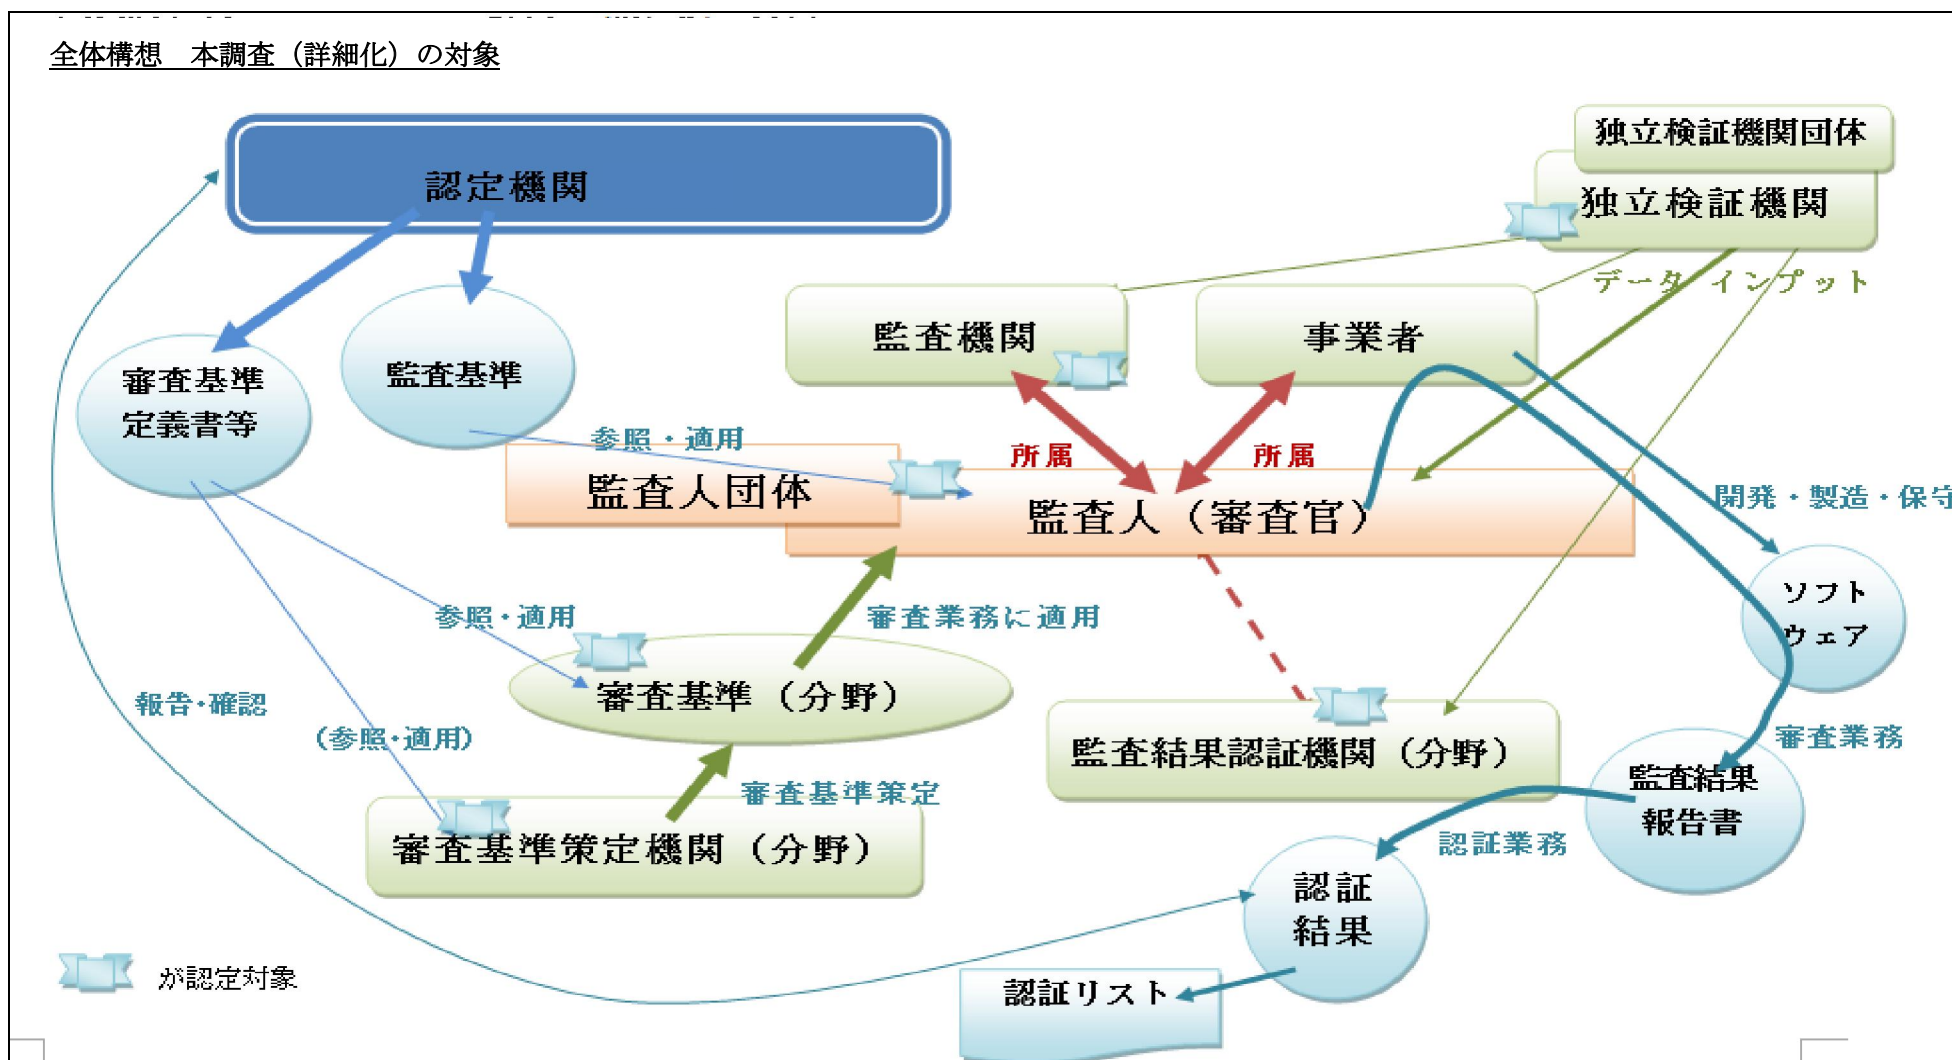 全体構想　本調査（詳細化）の対象
独立検証機関団体
認定機関
独立検証機関
データ インプット
監査機関
事業者
審査基準
定義書等
監査基準
参照・適用
所属
所属
監査人団体
監査人（審査官）
開発・製造・保守
ソフト
ウェア
参照・適用
審査業務に適用
審査基準（分野）
報告・確認
（参照・適用）
監査結果認証機関（分野）
審査業務
審査基準策定
監査結果
報告書
審査基準策定機関（分野）
認証業務
認証
結果
が認定対象
認証リスト